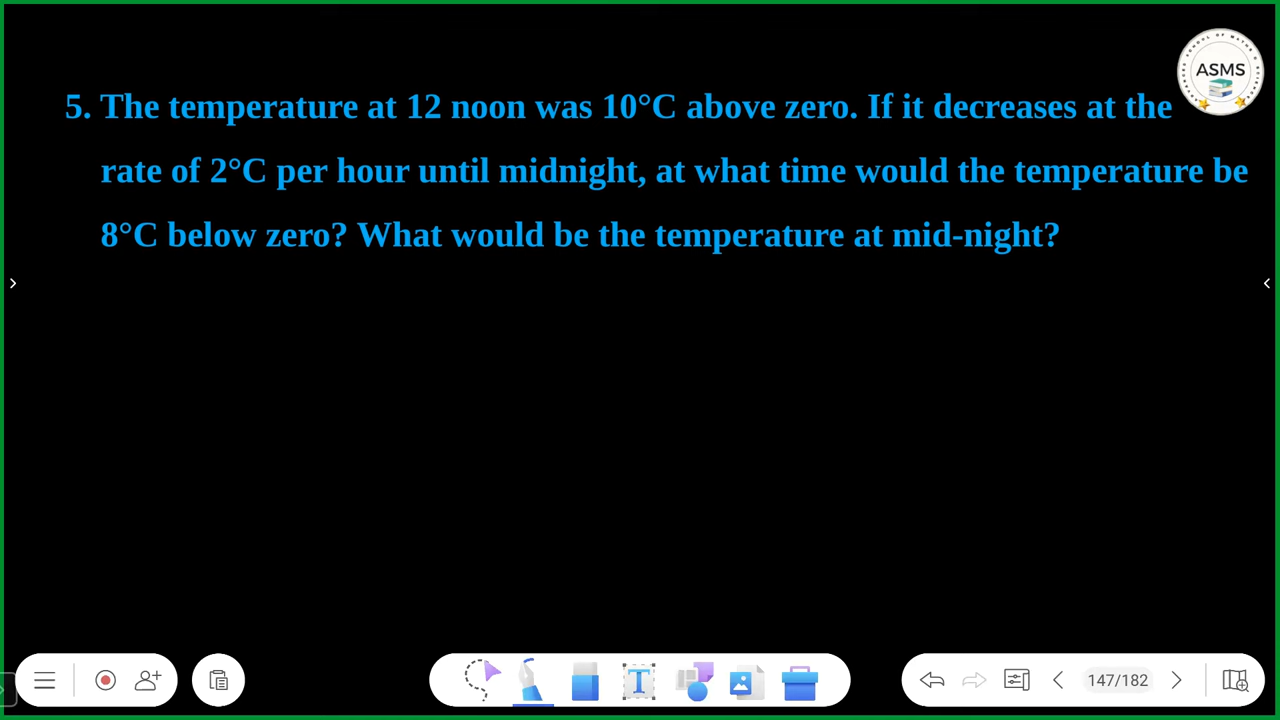 5. The temperature at 12 noon was 10°C above zero. If it decreases at the
rate of 2°C per hour until midnight, at what time would the temperature be
8°C below zero? What would be the temperature at mid-night?
ASMS
147/182